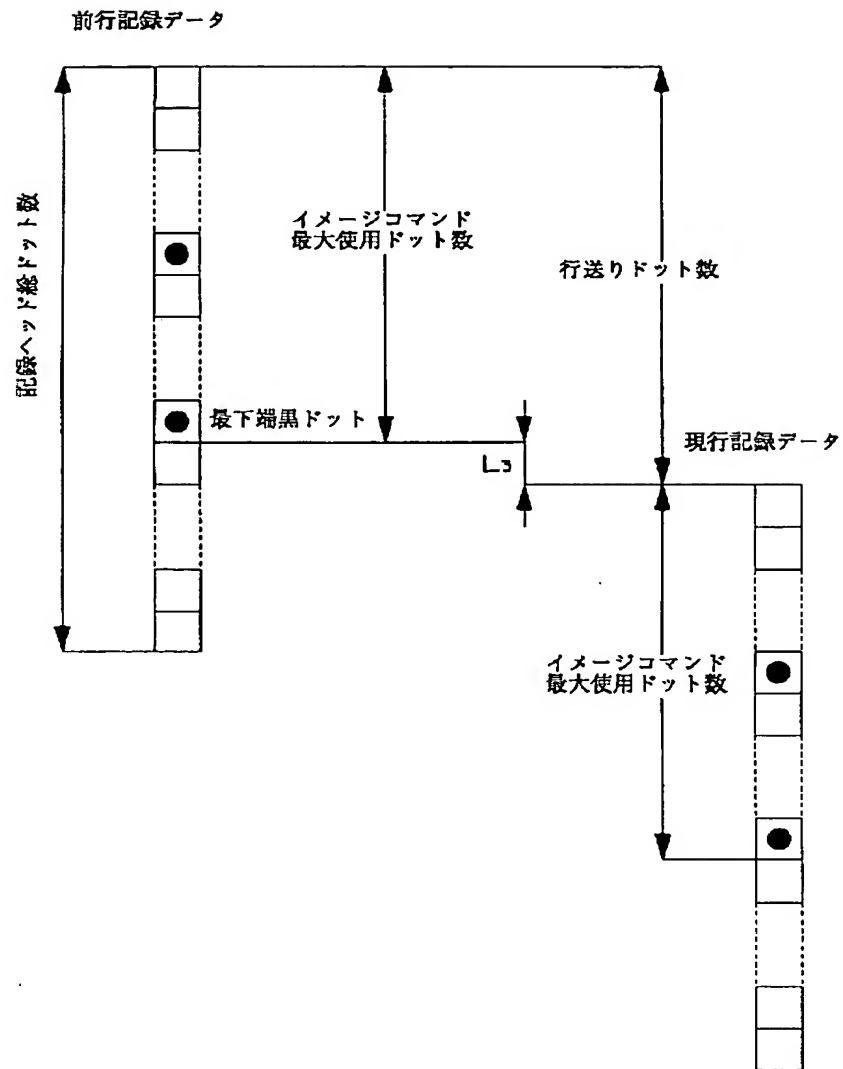 前行記録データ
記録ヘッド総ドット数
イメージコマンド
最大使用ドット数
行送りドット数
最下端黒ドット
L3
現行記録データ
イメージコマンド
最大使用ドット数